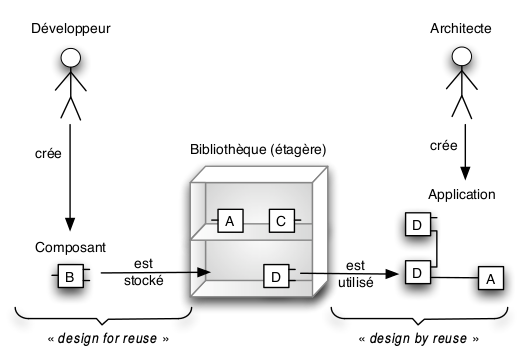 Développeur
Architecte
crée
crée
Bibliothèque (étagère)
A
C
Application
D
Composant
B
est
stocké
D
est
utilisé
D
A
« design for reuse »
« design by reuse »